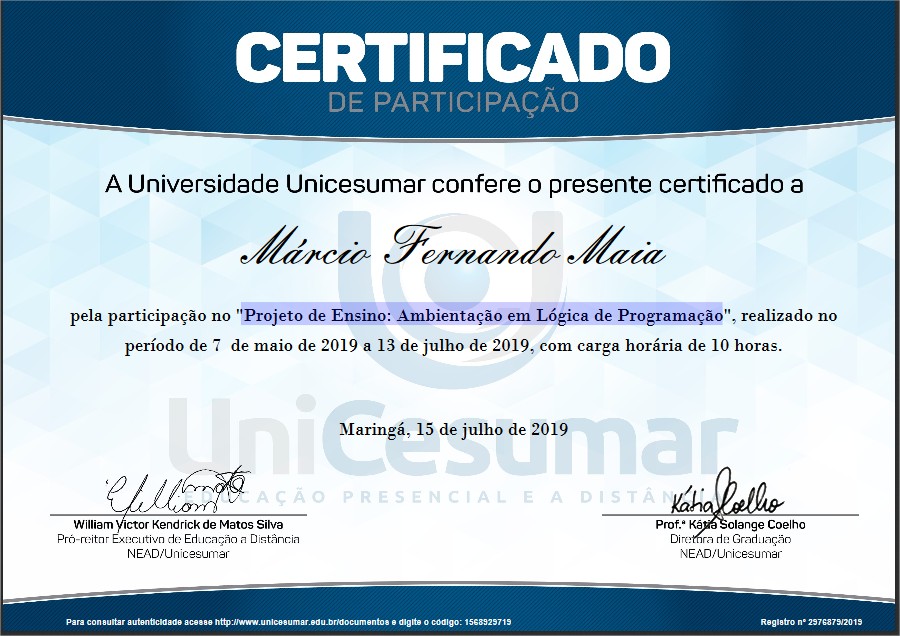 CERTIFICADO
DE PARTICIPAÇÃO
A Universidade Unicesumar confere o presente certificado a
Márcio Fernando Maia
pela participação no "Projeto de Ensino: Ambientação em Lógica de Programação", realizado no
período de 7 de maio de 2019 a 13 de julho de 2019, com carga horária de 10 horas.
UniCesumar
EDUCAÇÃO PRESENCIAL E A DISTÂNCIA
Maringá, 15 de julho de 2019
William Victor Kendrick de Matos Silva
Pró-reitor Executivo de Educação a Distância
NEAD/Unicesumar
Kátia Coelho
Prof.ª Kátia Solange Coelho
Diretora de Graduação
NEAD/Unicesumar
Para consultar autenticidade acesse http://www.unicesumar.edu.br/documentos e digite o código: 1568929719
Registro nº 2976879/2019